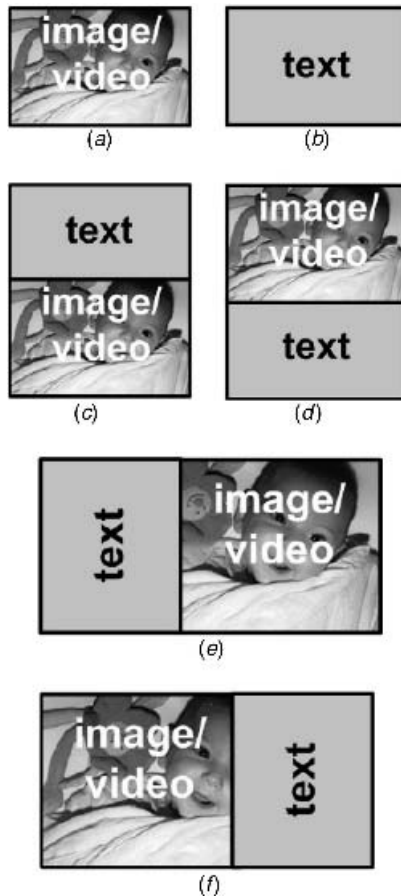 image/
video
(a)
text
(b)
text
image/
video
(c)
image/
video
text
(d)
text
image/
video
(e)
image/
video
text
(f)